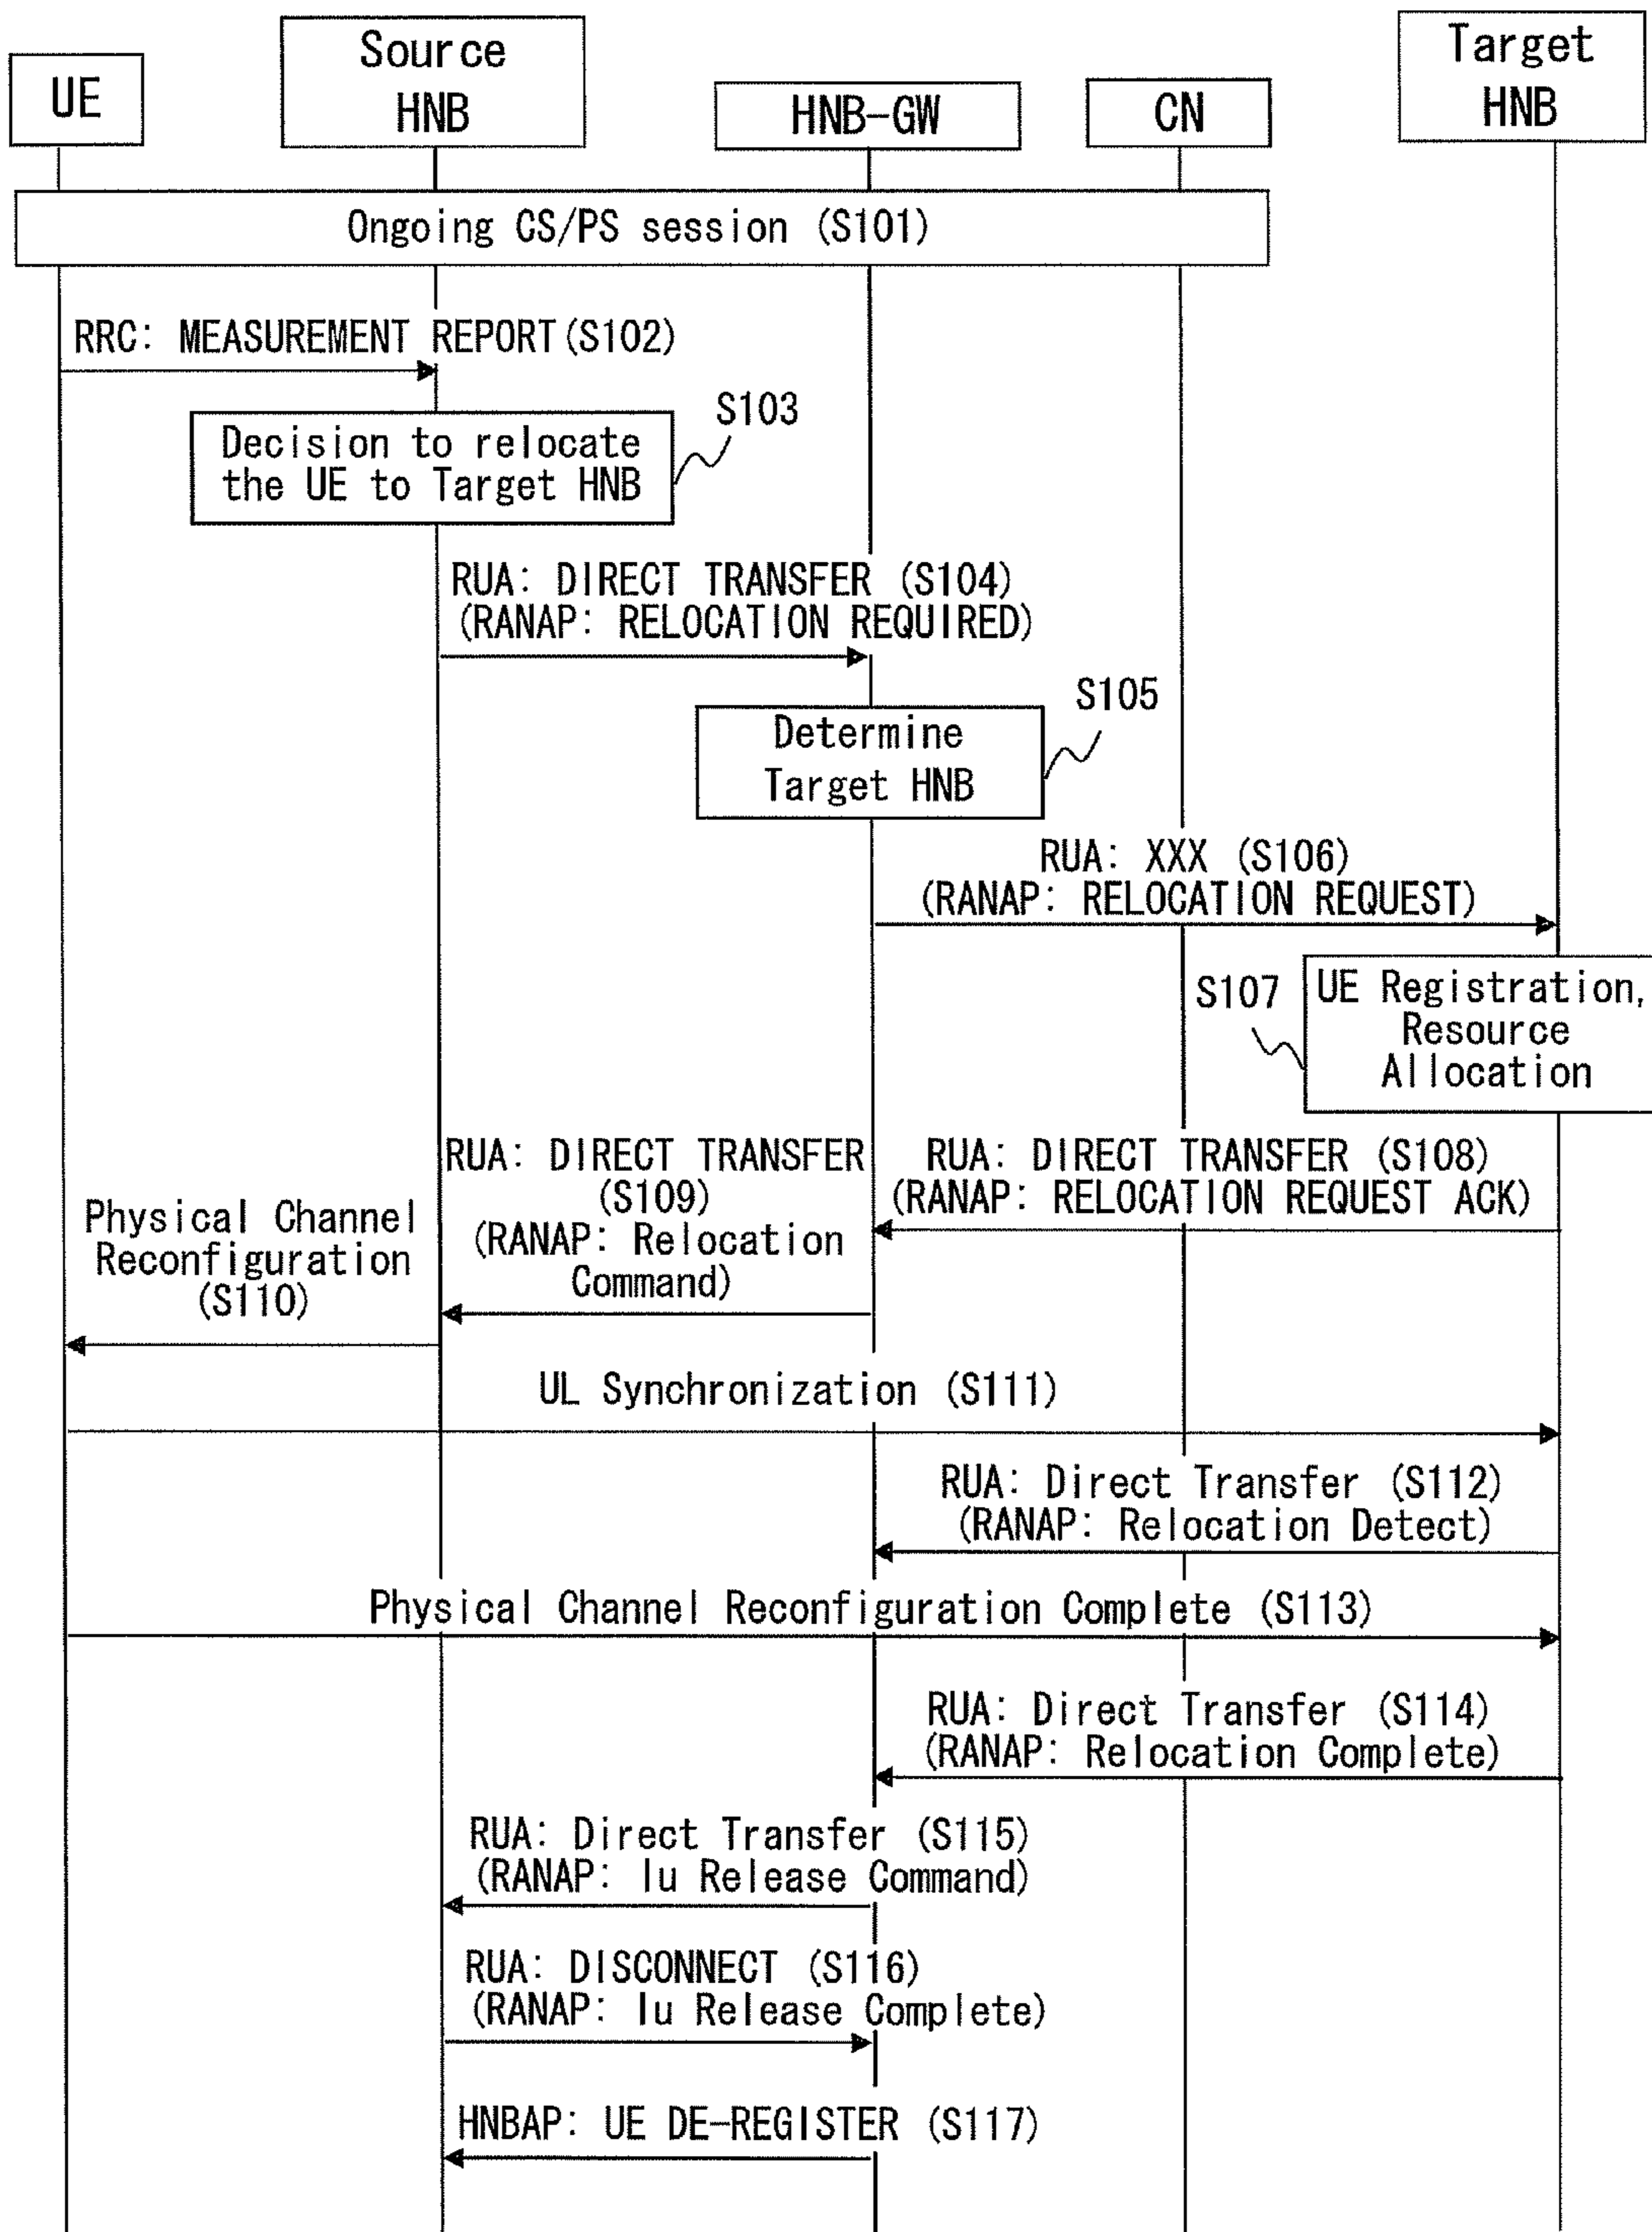 UE
Source
HNB
HNB-GW
CN
Target
HNB
Ongoing CS/PS session (S101)
RRC: MEASUREMENT REPORT(S102)
S103
Decision to relocate
the UE to Target HNB
RUA: DIRECT TRANSFER (S104)
(RANAP: RELOCATION REQUIRED)
S105
Determine
Target HNB
RUA: XXX (S106)
(RANAP: RELOCATION REQUEST)
S107
UE Registration,
Resource
Allocation
RUA: DIRECT TRANSFER (S108)
(RANAP: RELOCATION REQUEST ACK)
RUA: DIRECT TRANSFER
(S109)
(RANAP: Relocation
Command)
Physical Channel
Reconfiguration
(S110)
UL Synchronization (S111)
RUA: Direct Transfer (S112)
(RANAP: Relocation Detect)
Physical Channel Reconfiguration Complete (S113)
RUA: Direct Transfer (S114)
(RANAP: Relocation Complete)
RUA: Direct Transfer (S115)
(RANAP: Iu Release Command)
RUA: DISCONNECT (S116)
(RANAP: Iu Release Complete)
HNBAP: UE DE-REGISTER (S117)